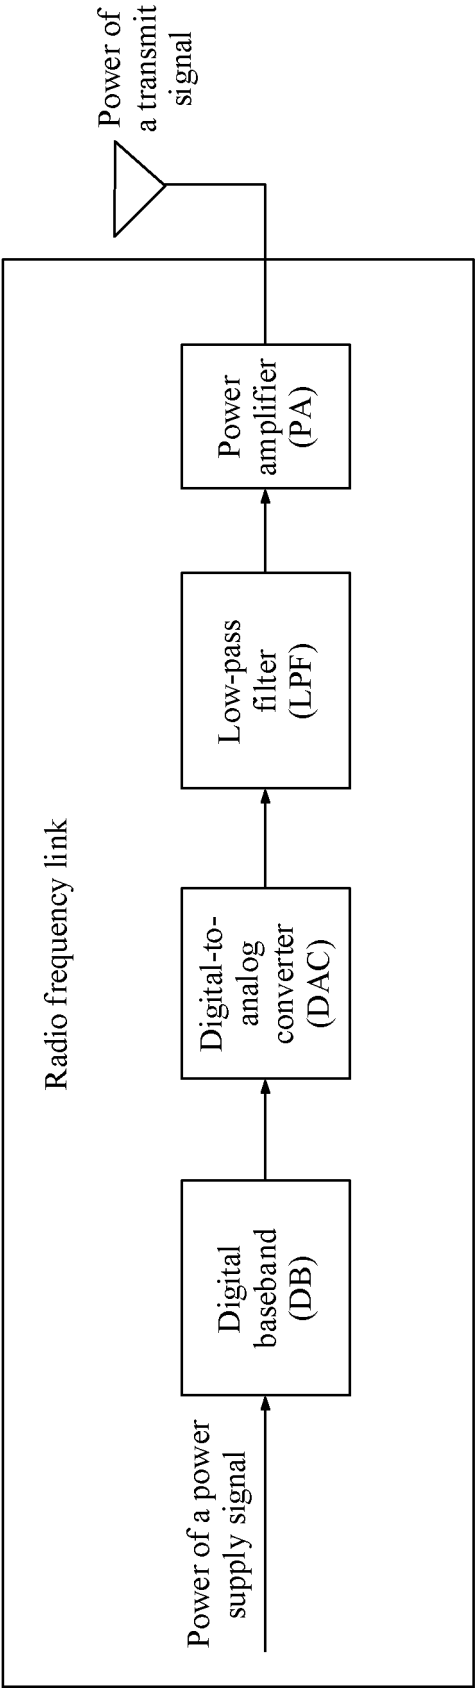 Radio frequency link
Power of a power
supply signal
Digital
baseband
(DB)
Digital-to-
analog
converter
(DAC)
Low-pass
filter
(LPF)
Power
amplifier
(PA)
Power of
a transmit
signal